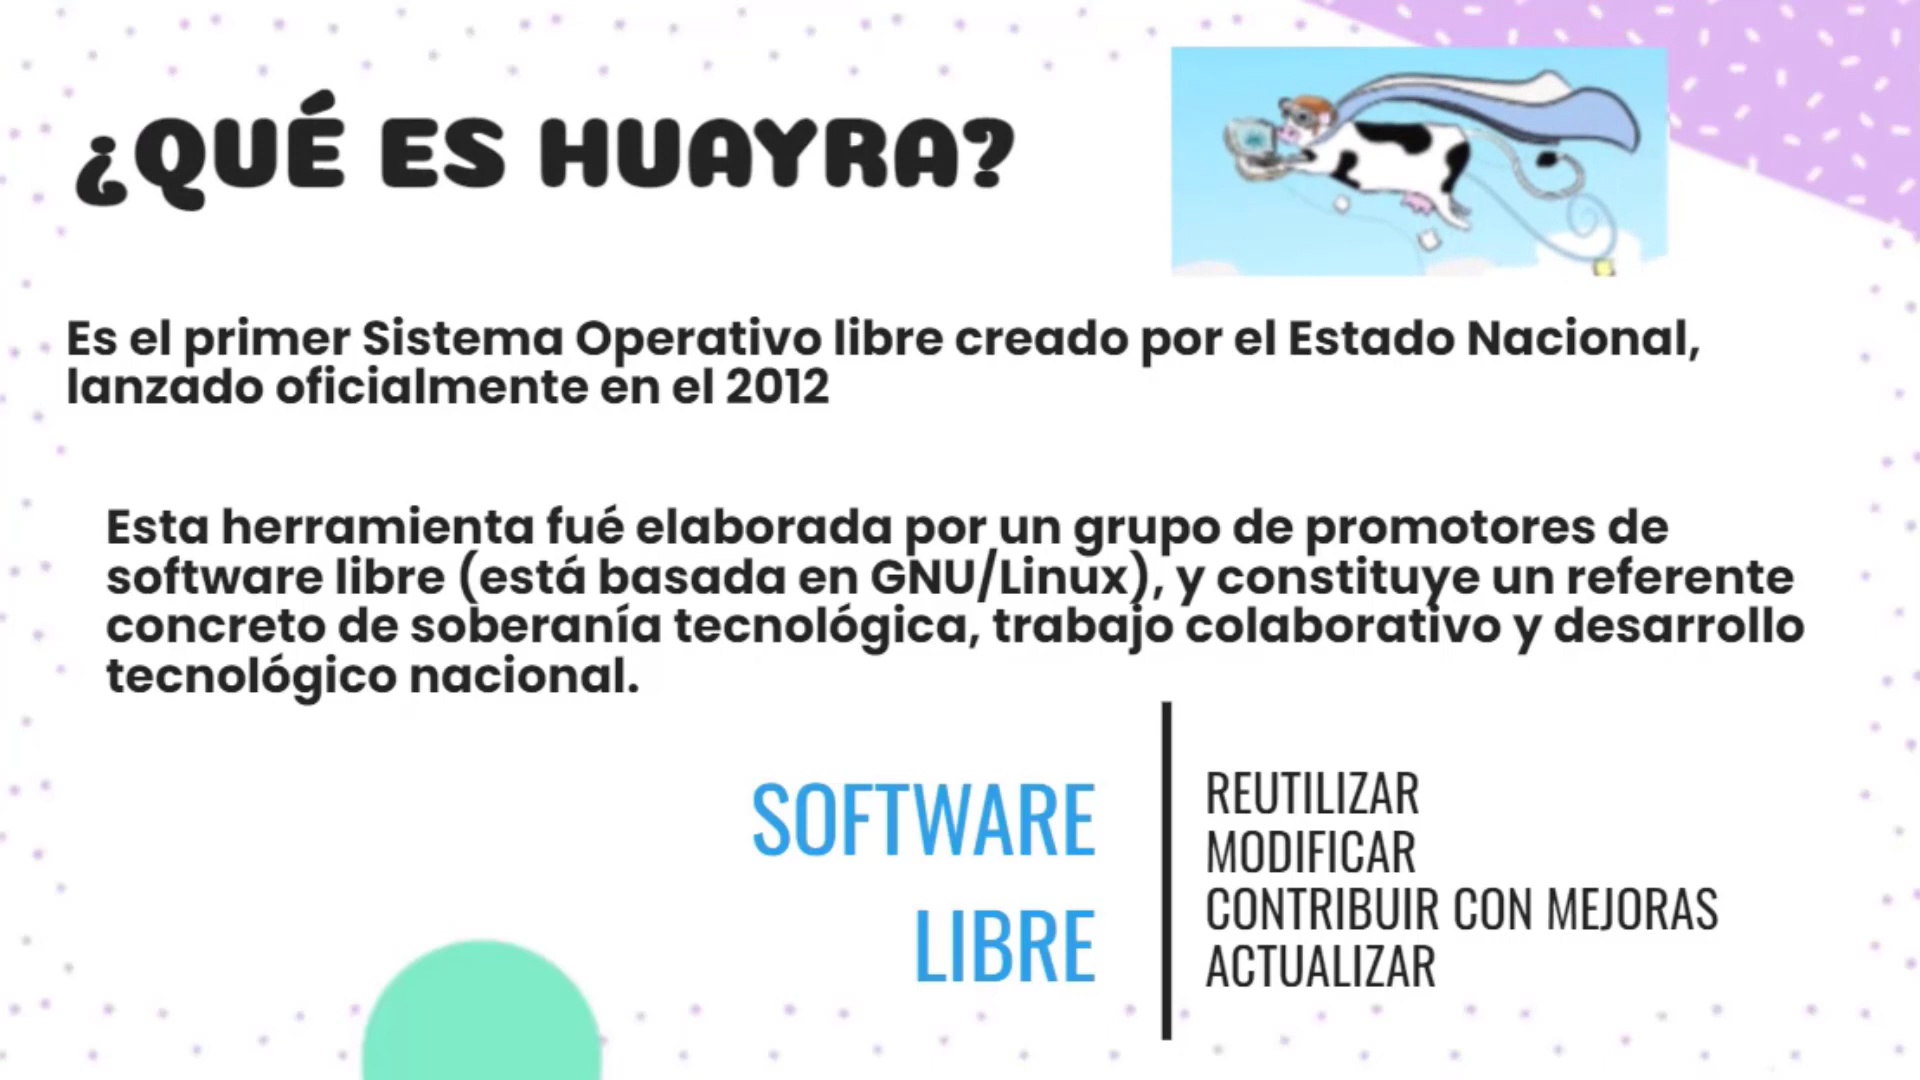 ¿QUÉ ES HUAYRA?
Es el primer Sistema Operativo libre creado por el Estado Nacional,
lanzado oficialmente en el 2012
Esta herramienta fué elaborada por un grupo de promotores de
software libre (está basada en GNU/Linux), y constituye un referente
concreto de soberanía tecnológica, trabajo colaborativo y desarrollo
tecnológico nacional.
SOFTWARE
LIBRE
REUTILIZAR
MODIFICAR
CONTRIBUIR CON MEJORAS
ACTUALIZAR